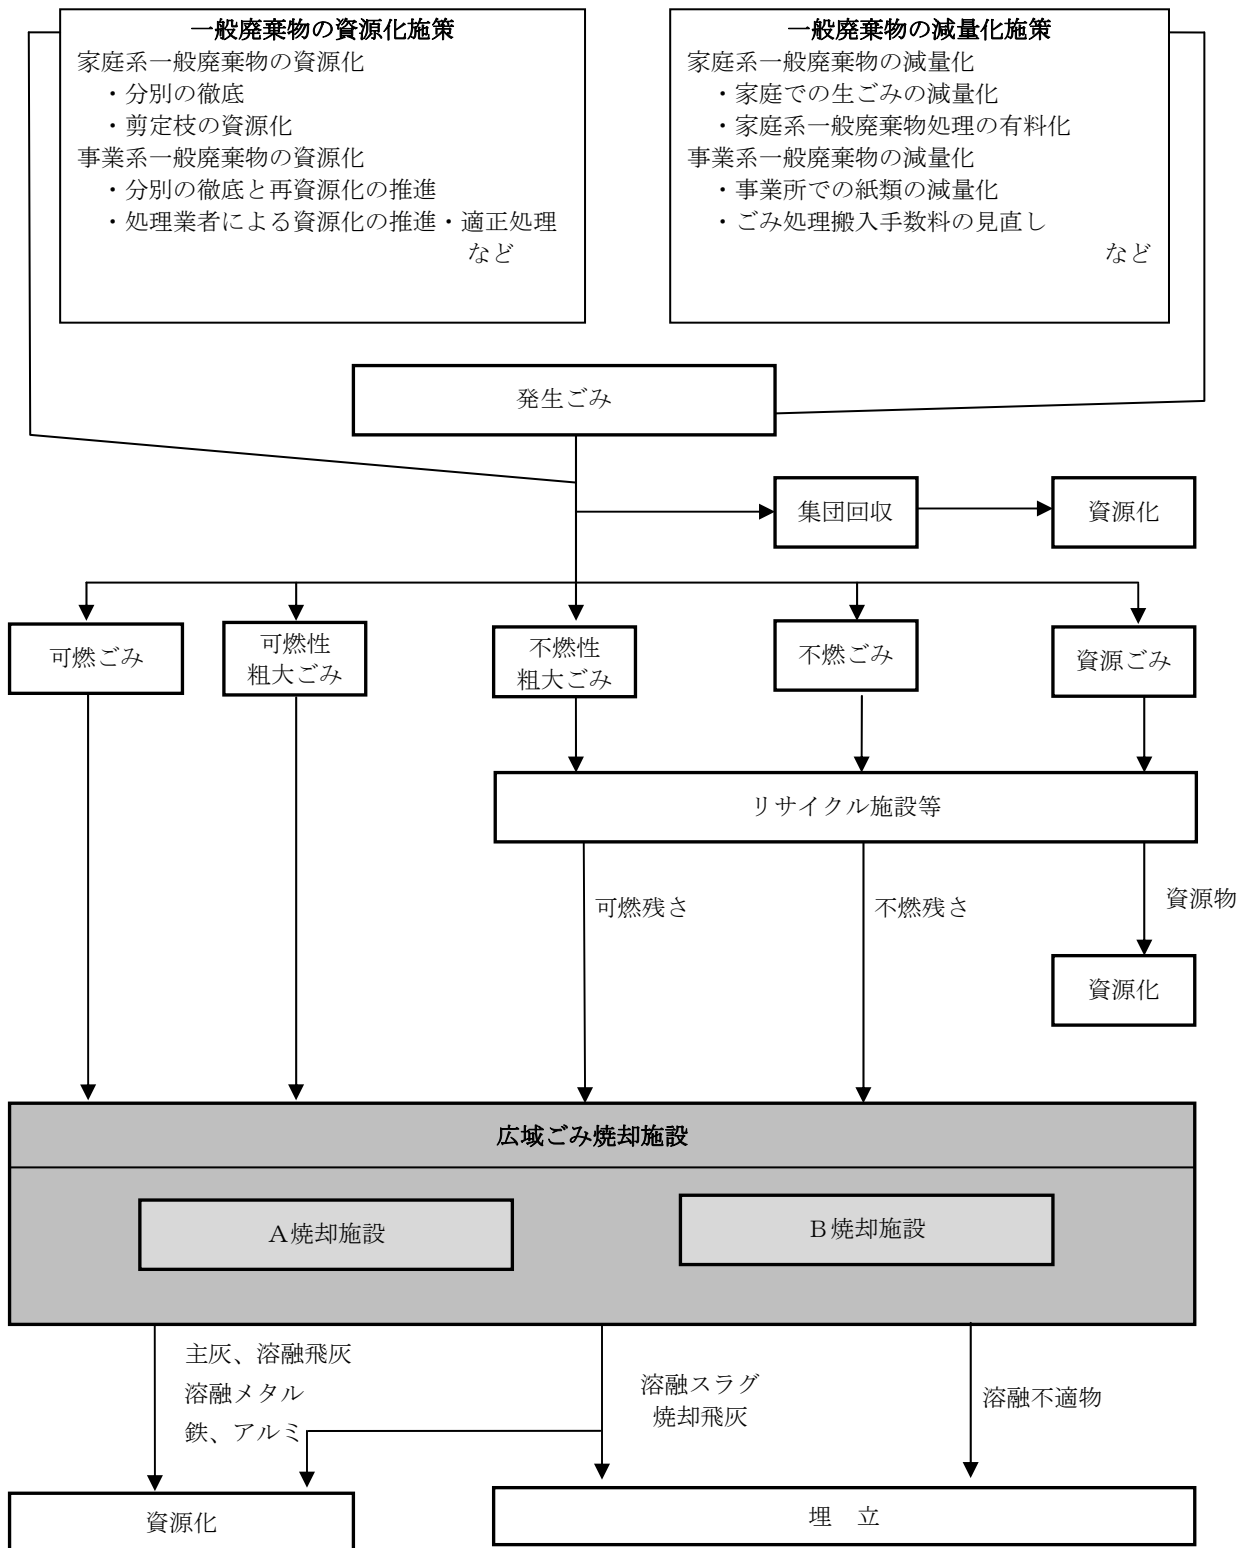 一般廃棄物の資源化施策
家庭系一般廃棄物の資源化
・分別の徹底
・剪定枝の資源化
事業系一般廃棄物の資源化
・分別の徹底と再資源化の推進
・処理業者による資源化の推進・適正処理
など
一般廃棄物の減量化施策
家庭系一般廃棄物の減量化
・家庭での生ごみの減量化
・家庭系一般廃棄物処理の有料化
事業系一般廃棄物の減量化
・事業所での紙類の減量化
・ごみ処理搬入手数料の見直し
など
発生ごみ
集団回収
資源化
可燃ごみ
可燃性
粗大ごみ
不燃性
粗大ごみ
不燃ごみ
資源ごみ
リサイクル施設等
可燃残さ
不燃残さ
資源物
資源化
広域ごみ焼却施設
A焼却施設
B焼却施設
主灰、溶融飛灰
溶融メタル
鉄、アルミ
溶融スラグ
焼却飛灰
溶融不適物
資源化
埋　立